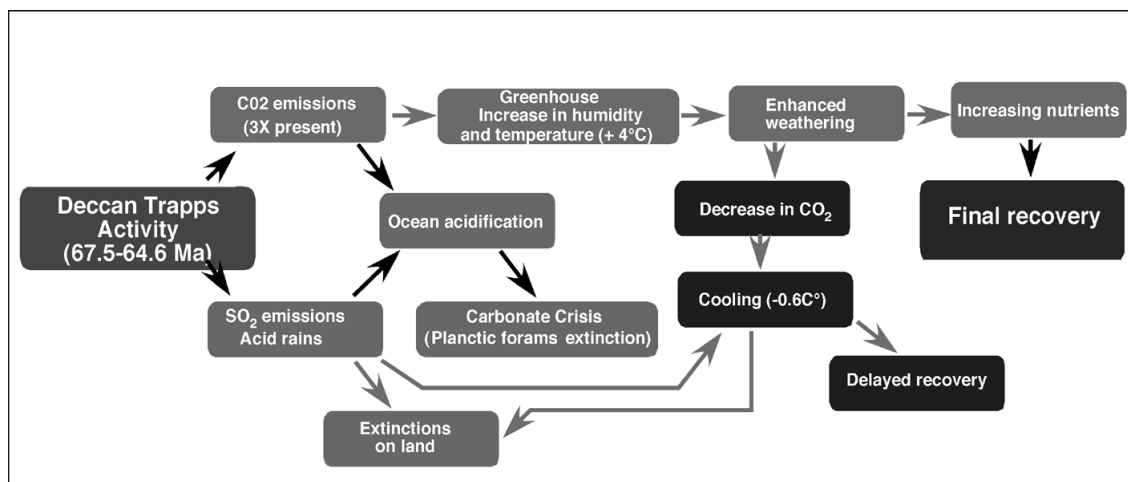 C02 emissions
(3X present)
Greenhouse
Increase in humidity
and temperature (+ 4°C)
Enhanced
weathering
Increasing nutrients
Deccan Trapps
Activity
(67.5-64.6 Ma)
Ocean acidification
Decrease in CO₂
Final recovery
SO₂ emissions
Acid rains
Carbonate Crisis
(Planctic forams extinction)
Cooling (-0.6C°)
Delayed recovery
Extinctions
on land